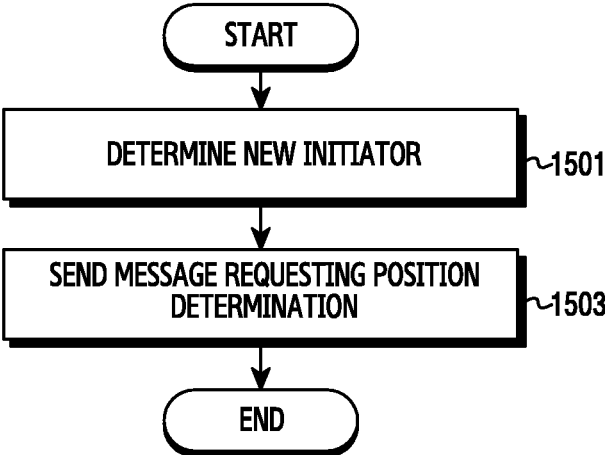 START
DETERMINE NEW INITIATOR
1501
SEND MESSAGE REQUESTING POSITION
DETERMINATION
1503
END